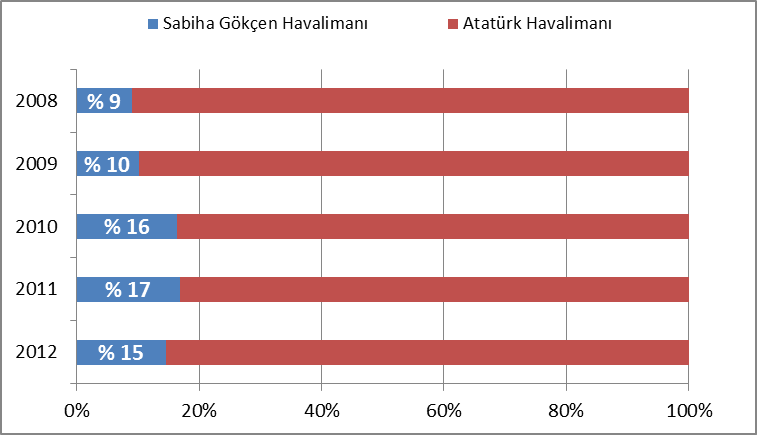 Sabiha Gökçen Havalimanı Atatürk Havalimanı
2008 % 9
2009 % 10
2010 % 16
2011 % 17
2012 % 15
0% 20% 40% 60% 80% 100%